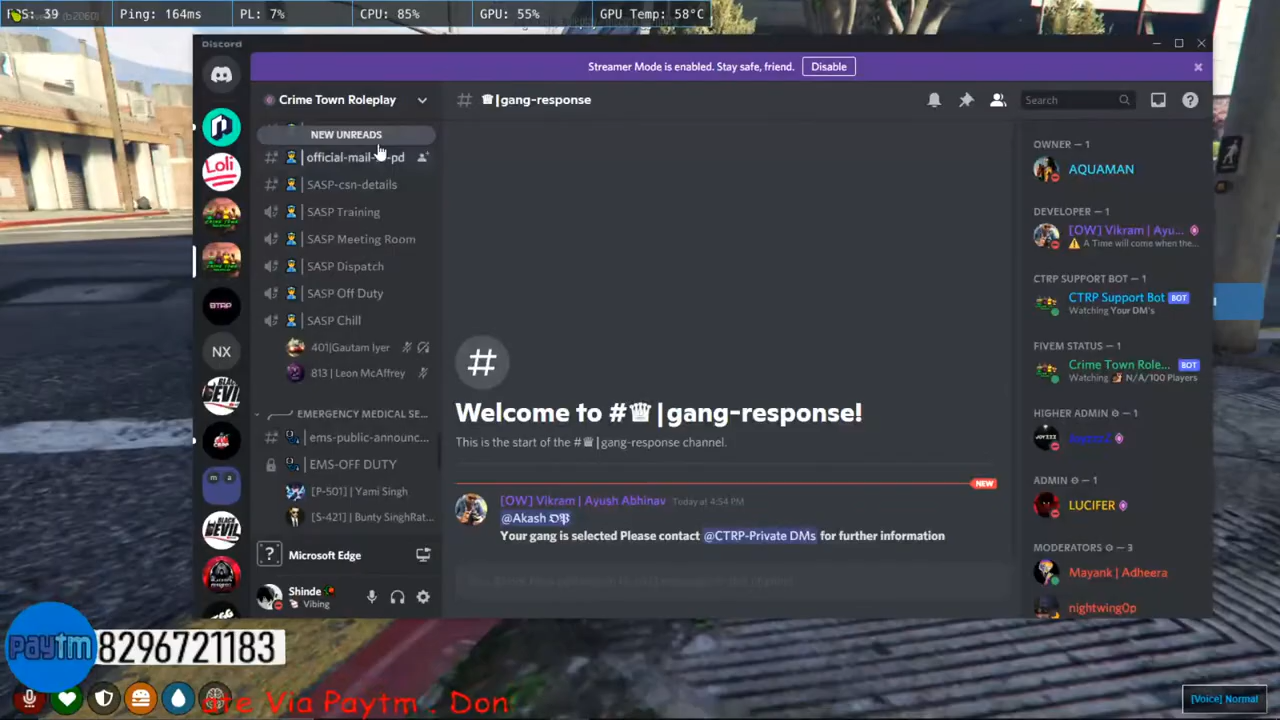 FPS: 39 Ping: 164ms PL: 7% CPU: 85% GPU: 55% GPU Temp: 58°C
Discord
Streamer Mode is enabled. Stay safe, friend. Disable
Crime Town Roleplay
♛|gang-response
Search
NEW UNREADS
SASP-csn-details
SASP Training
SASP Meeting Room
SASP Dispatch
SASP Off Duty
SASP Chill
401|Gautam Iyer
813 | Leon McAffrey
EMERGENCY MEDICAL SE...
ems-public-announc...
EMS-OFF DUTY
[P-501] | Yami Singh
[S-421] | Bunty SinghRat...
Microsoft Edge
Shinde
Vibing
Loli
BTRP
NX
BLACK DEVIL
m a
BLACK DEVIL
Welcome to #♛|gang-response!
This is the start of the #♛|gang-response channel.
NEW
[OW] Vikram | Ayush Abhinav Today at 4:54 PM
@Akash
Your gang is selected Please contact @CTRP-Private DMs for further information
OWNER — 1
AQUAMAN
DEVELOPER — 1
[OW] Vikram | Ayu...
A Time will come when the...
CTRP SUPPORT BOT — 1
CTRP Support Bot BOT
Watching Your DM's
FIVEM STATUS — 1
Crime Town Role... BOT
Watching N/A/100 Players
HIGHER ADMIN — 1
ADMIN — 1
LUCIFER
MODERATORS — 3
Mayank | Adheera
nightwing0p
paytm 8296721183
Via Paytm . Don
[Voice] Normal